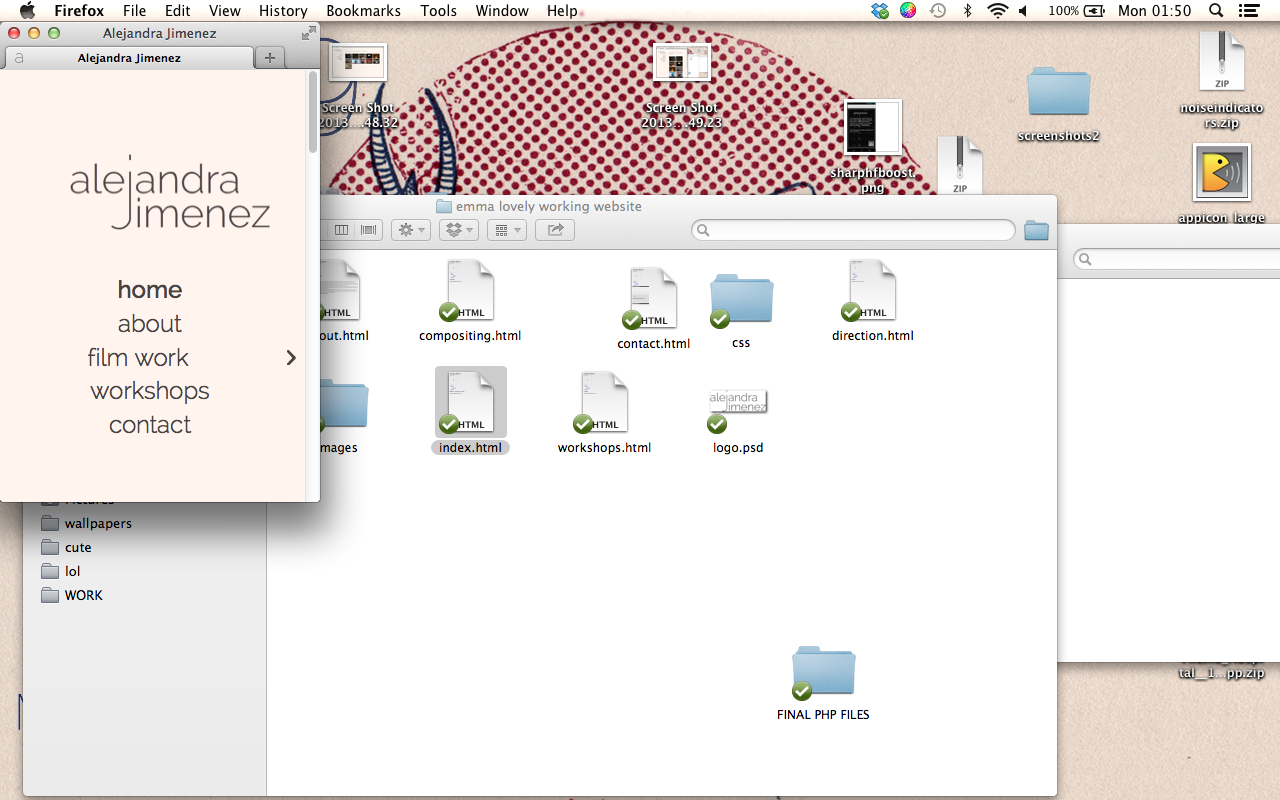 Firefox File Edit View History Bookmarks Tools Window Help
100% Mon 01:50
Alejandra Jimenez
a Alejandra Jimenez
alejandra
jimenez
home
about
film work
workshops
contact
Screen Shot
2013....48.32
Screen Shot
2013....49.23
sharphfboost.
png
ZIP
screenshots2
ZIP
noiseindicato
rs.zip
appicon_large
emma lovely working website
HTML
out.html
HTML
compositing.html
HTML
contact.html
css
HTML
direction.html
mages
HTML
index.html
HTML
workshops.html
alejandra
jimenez
logo.psd
FINAL PHP FILES
Pictures
wallpapers
cute
lol
WORK
tal__1...pp.zip